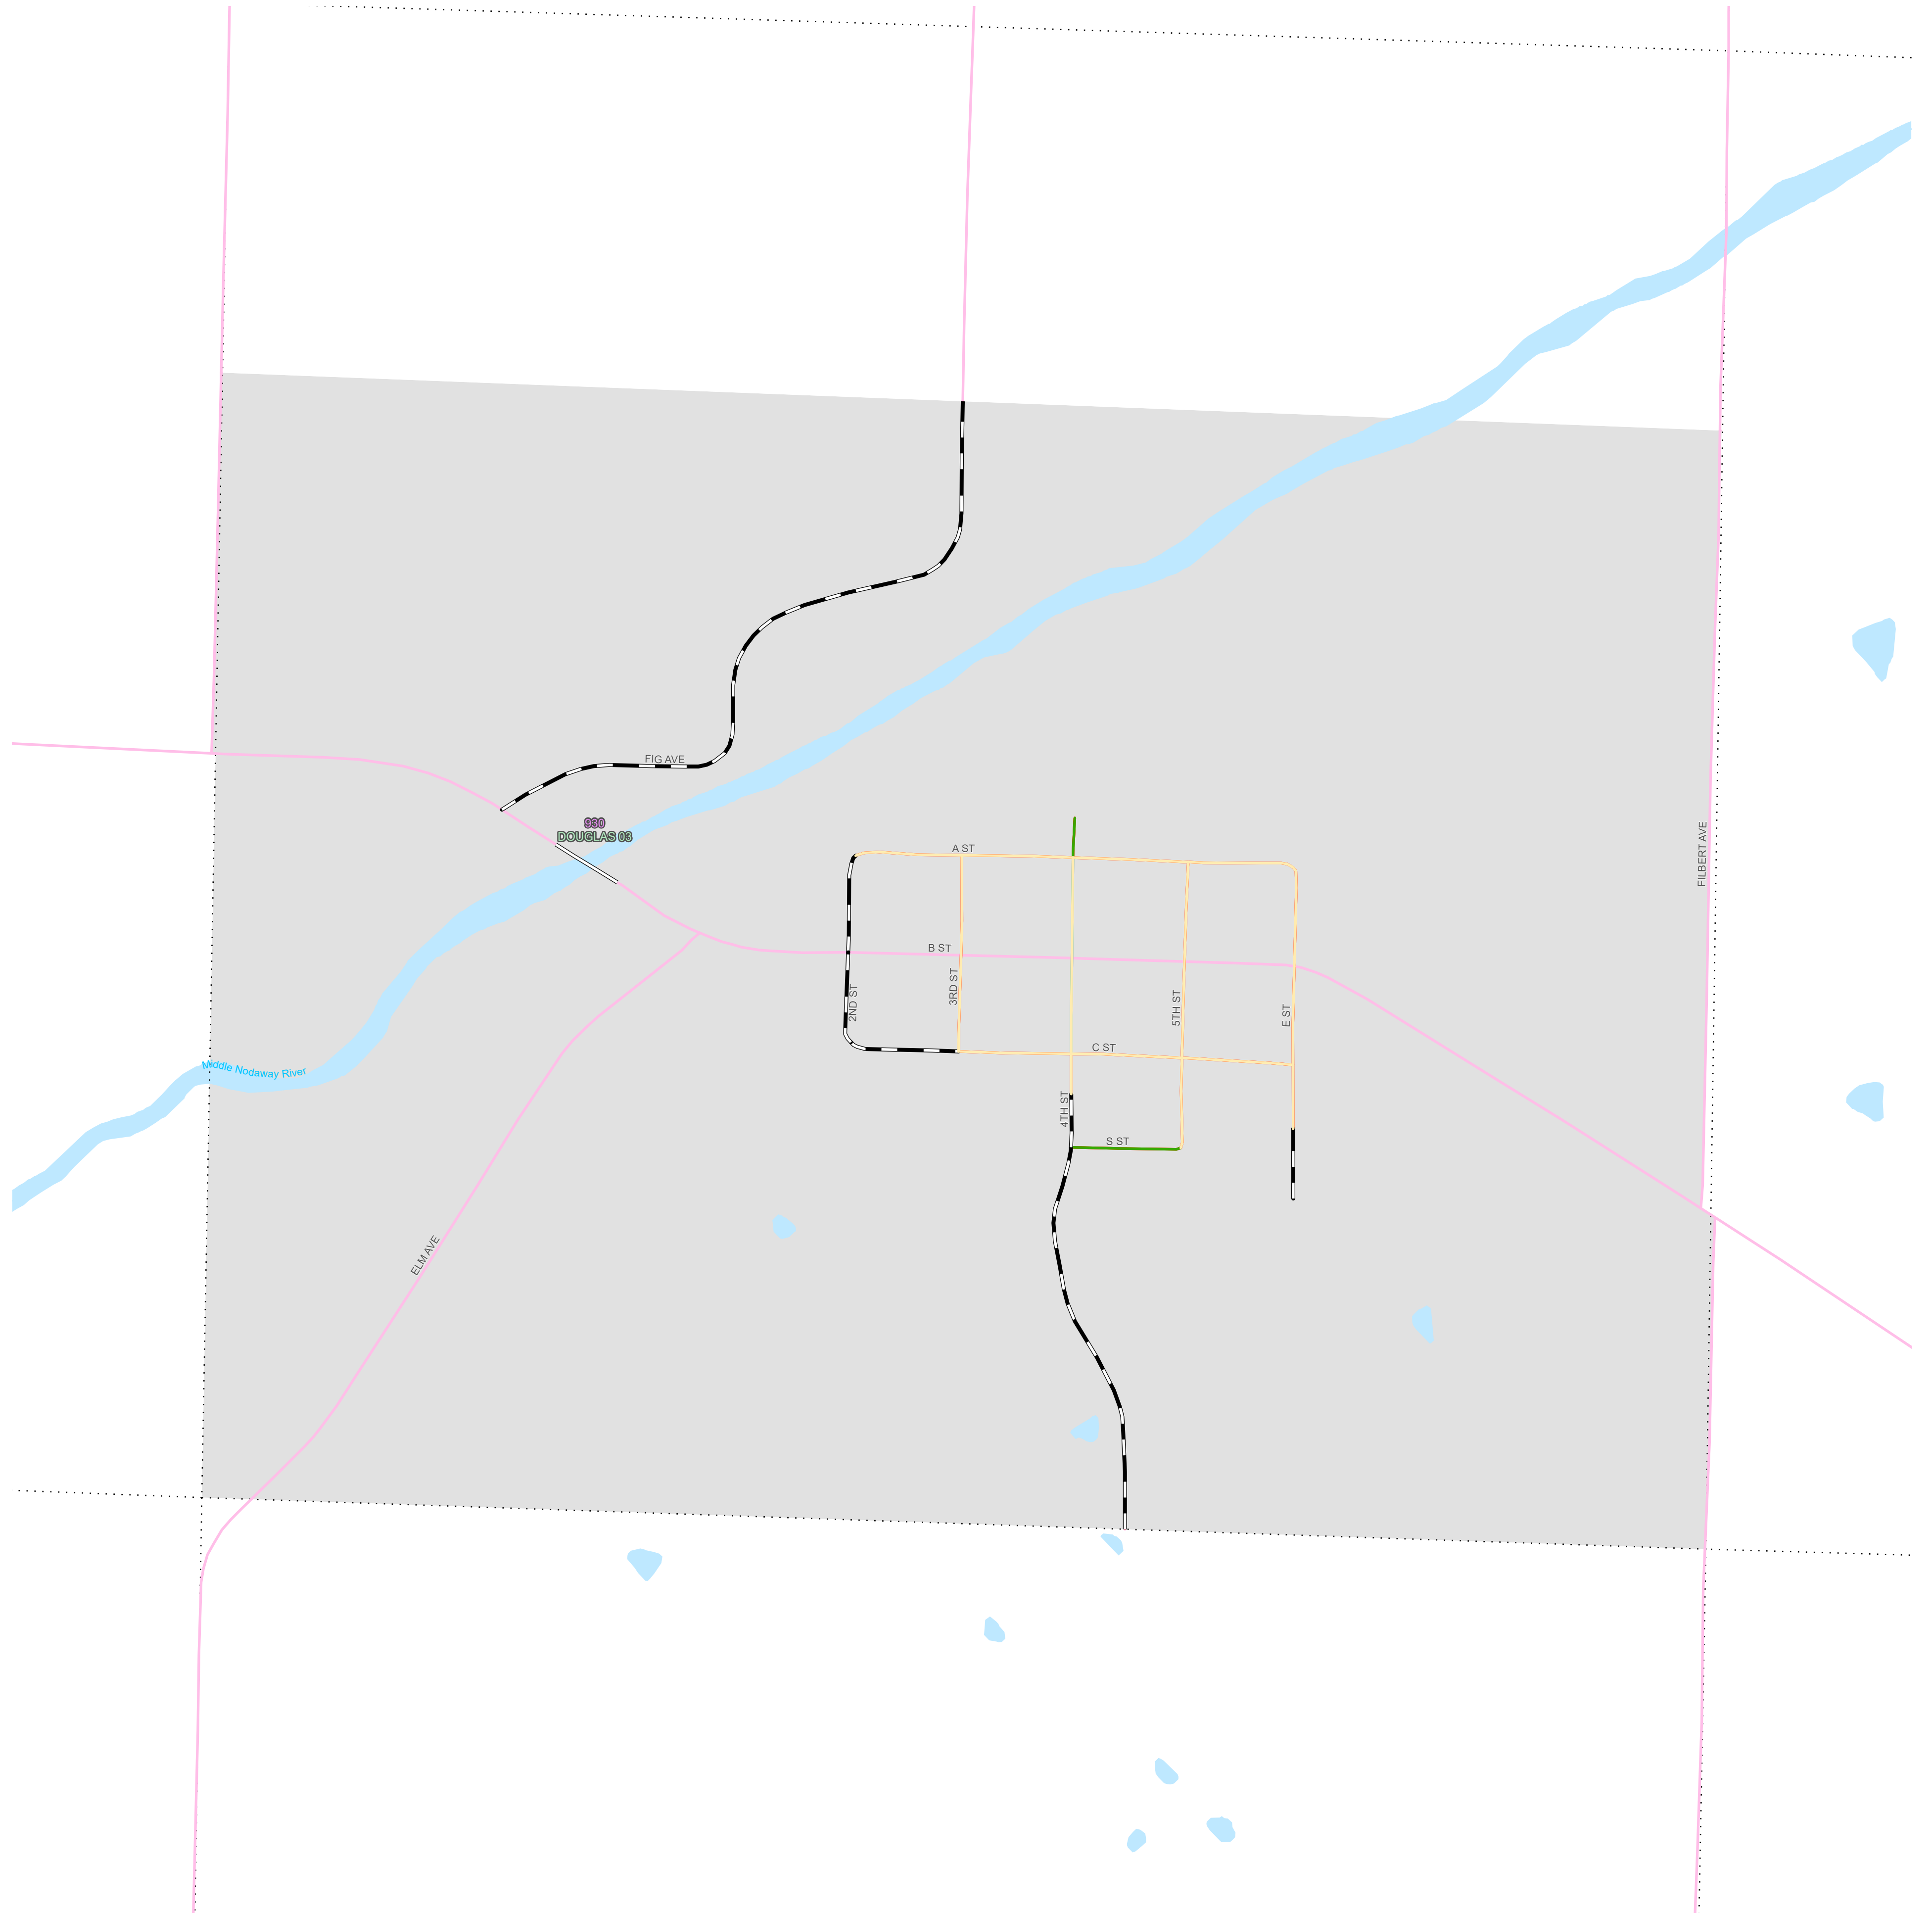 FIG AVE
930
DOUGLAS 03
FILBERT AVE
A ST
B ST
2ND ST
3RD ST
5TH ST
E ST
C ST
Middle Nodaway River
4TH ST
S ST
ELM AVE